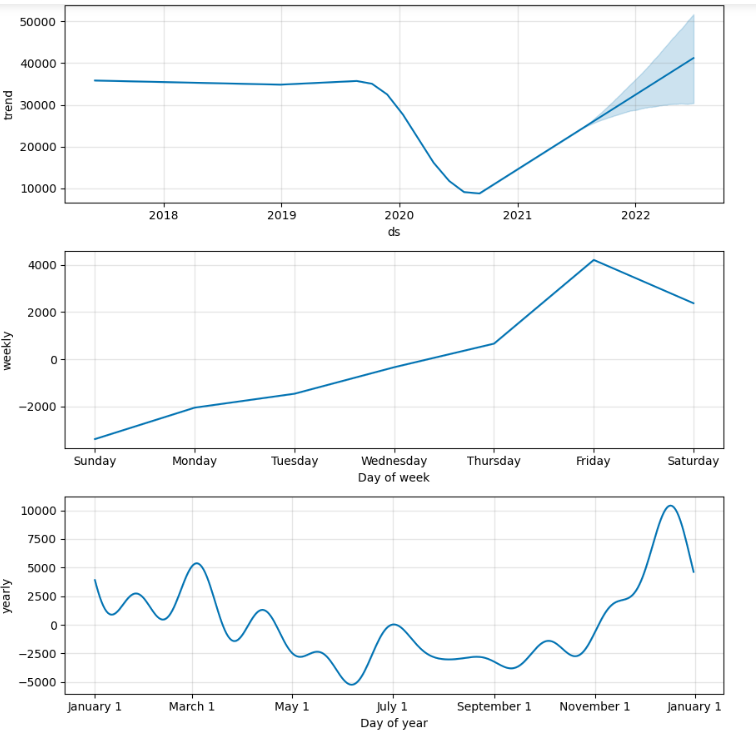 50000
40000
30000
20000
10000
trend
2018 2019 2020 2021 2022
ds
4000
2000
0
−2000
weekly
Sunday Monday Tuesday Wednesday Thursday Friday Saturday
Day of week
10000
7500
5000
2500
0
−2500
−5000
yearly
January 1 March 1 May 1 July 1 September 1 November 1 January 1
Day of year